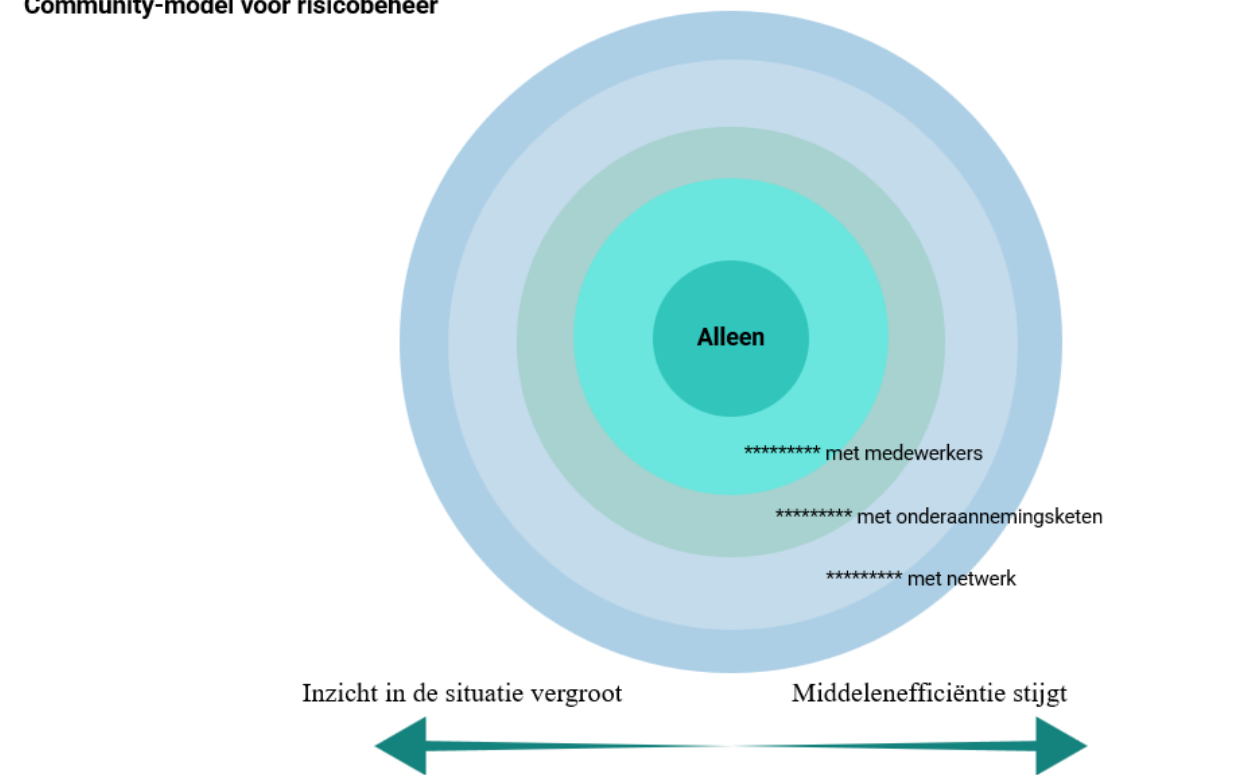 Community-model voor risicobeheer
Alleen
********* met medewerkers
********* met onderaannemingsketen
********* met netwerk
Inzicht in de situatie vergroot
Middelenefficiëntie stijgt